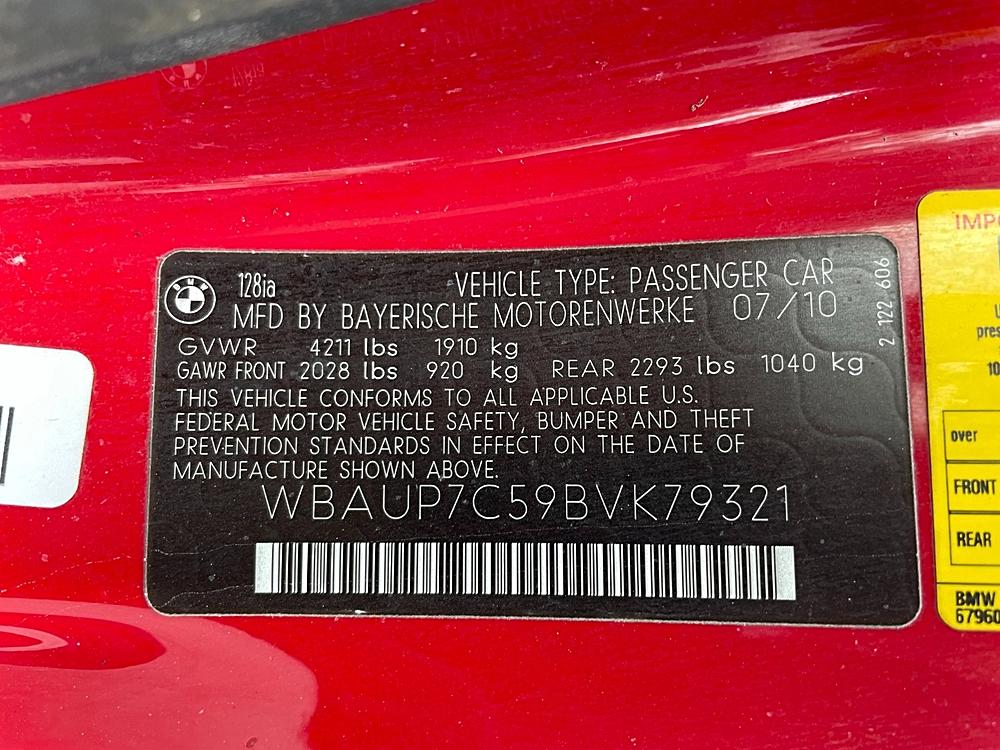 128ia VEHICLE TYPE: PASSENGER CAR
MFD BY BAYERISCHE MOTORENWERKE 07/10
2 122 606
GVWR 4211 lbs 1910 kg
GAWR FRONT 2028 lbs 920 kg REAR 2293 lbs 1040 kg
THIS VEHICLE CONFORMS TO ALL APPLICABLE U.S.
FEDERAL MOTOR VEHICLE SAFETY, BUMPER AND THEFT
PREVENTION STANDARDS IN EFFECT ON THE DATE OF
MANUFACTURE SHOWN ABOVE.
WBAUP7C59BVK79321
over
FRONT
REAR
BMW